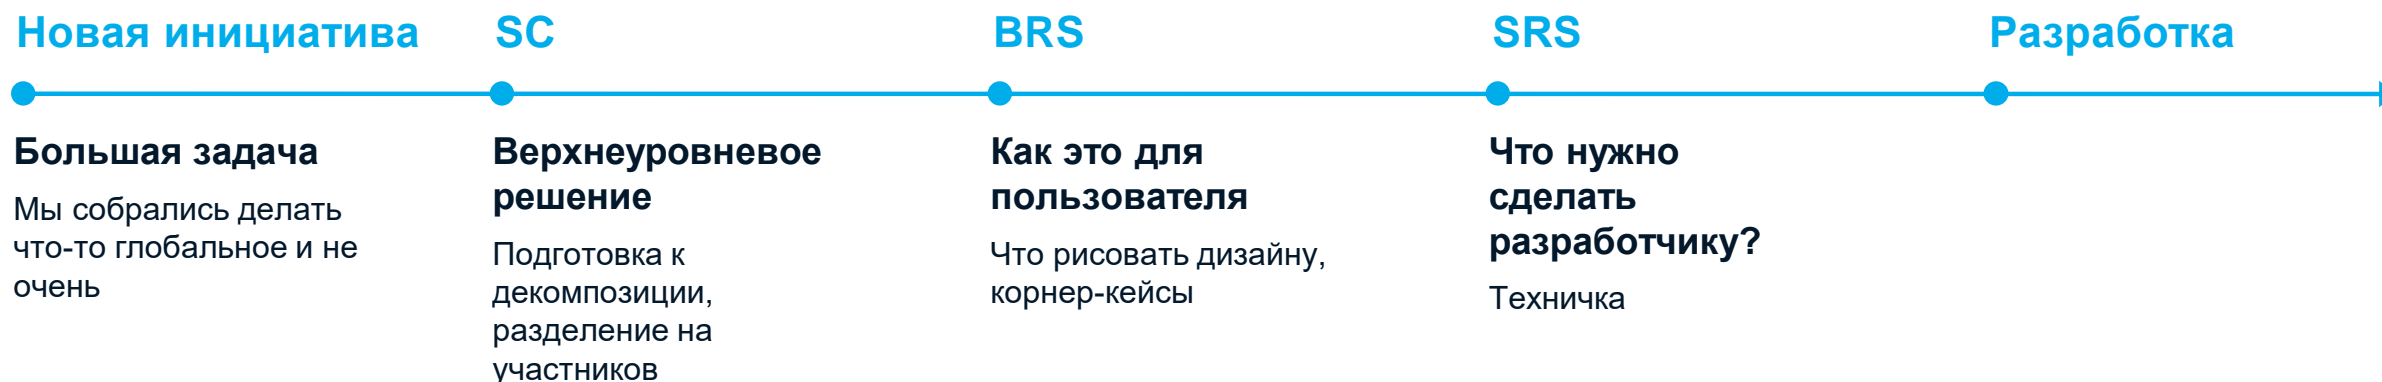 Новая инициатива
SC
BRS
SRS
Разработка
Большая задача
Мы собрались делать
что-то глобальное и не
очень
Верхнеуровневое
решение
Подготовка к
декомпозиции,
разделение на
участников
Как это для
пользователя
Что рисовать дизайну,
корнер-кейсы
Что нужно
сделать
разработчику?
Техничка